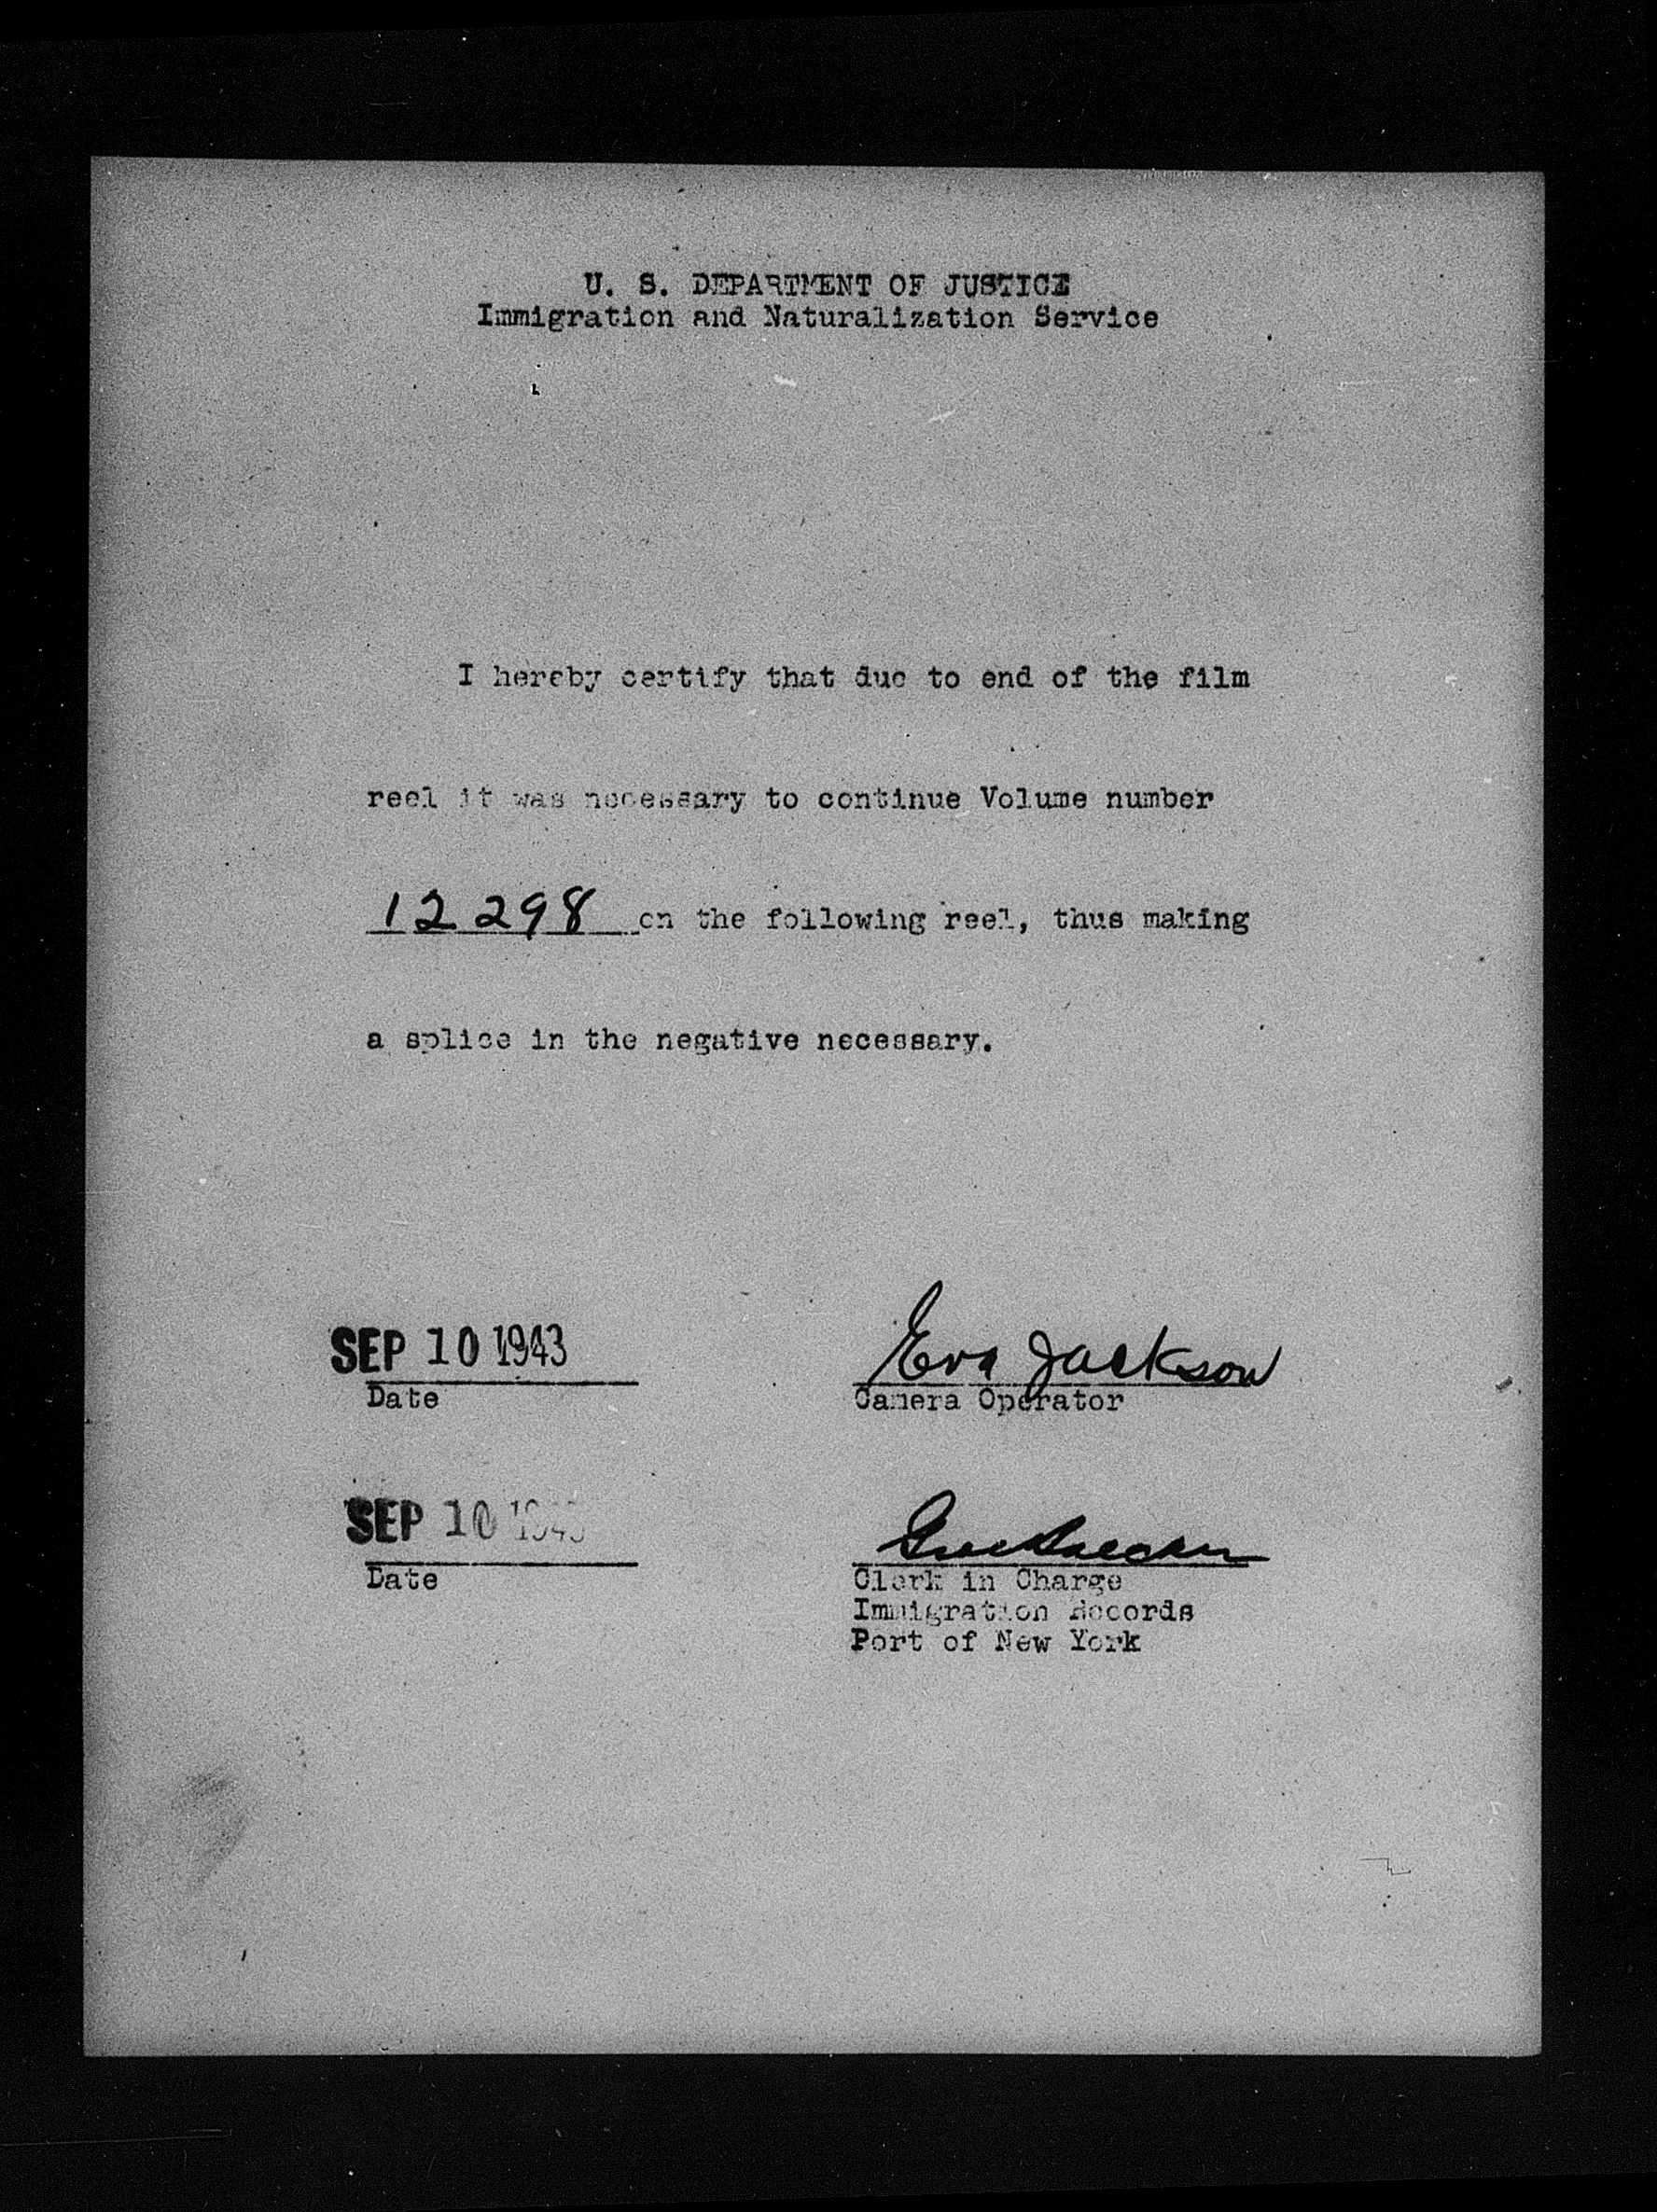 U. S. DEPARTMENT OF JUSTICE
Immigration and Naturalization Service
I hereby certify that due to end of the film
reel it was necessary to continue Volume number
12298 on the following reel, thus making
a splice in the negative necessary.
SEP 10 1943
Date
Eva Jackson
Camera Operator
SEP 10 1943
Date
Clerk in Charge
Immigration Records
Port of New York